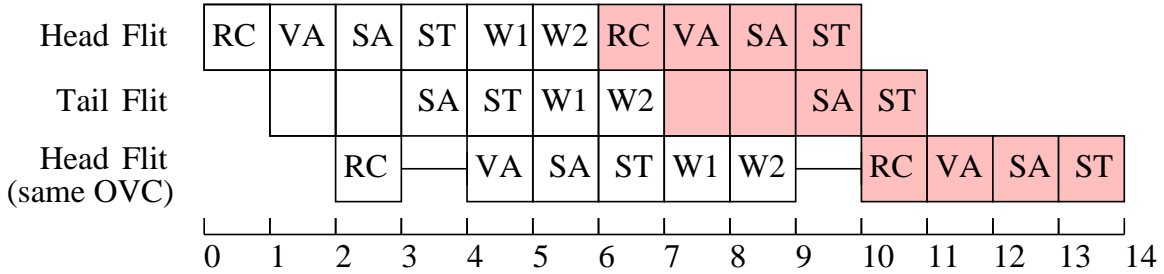 Head Flit RC VA SA ST W1 W2 RC VA SA ST
Tail Flit SA ST W1 W2 SA ST
Head Flit RC VA SA ST W1 W2 RC VA SA ST
(same OVC)
0 1 2 3 4 5 6 7 8 9 10 11 12 13 14